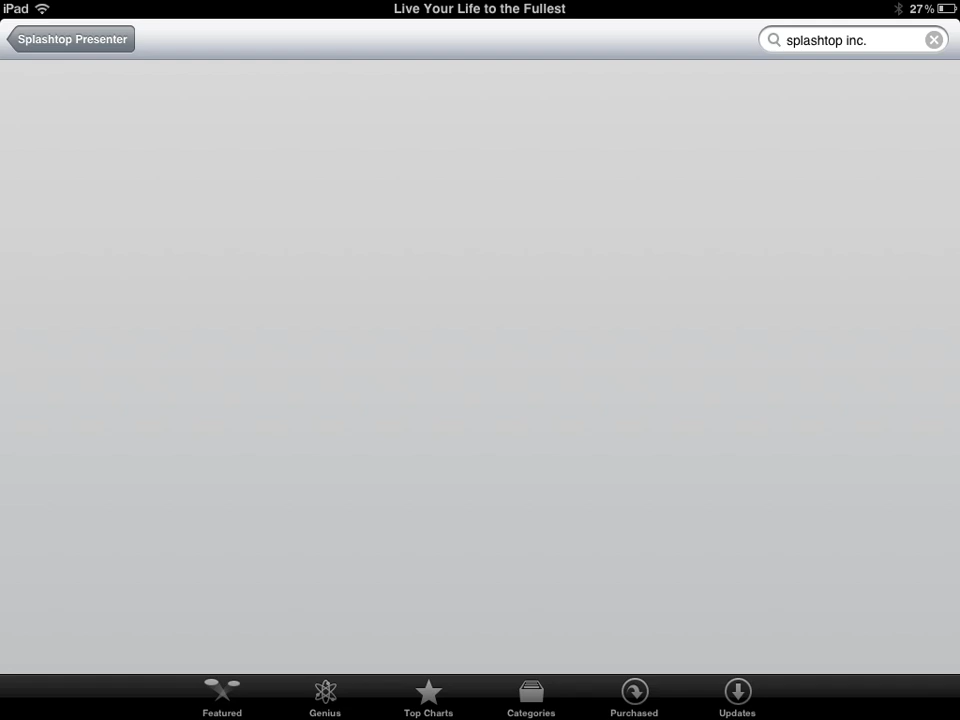 iPad Live Your Life to the Fullest 27%
Splashtop Presenter splashtop inc.
Featured Genius Top Charts Categories Purchased Updates